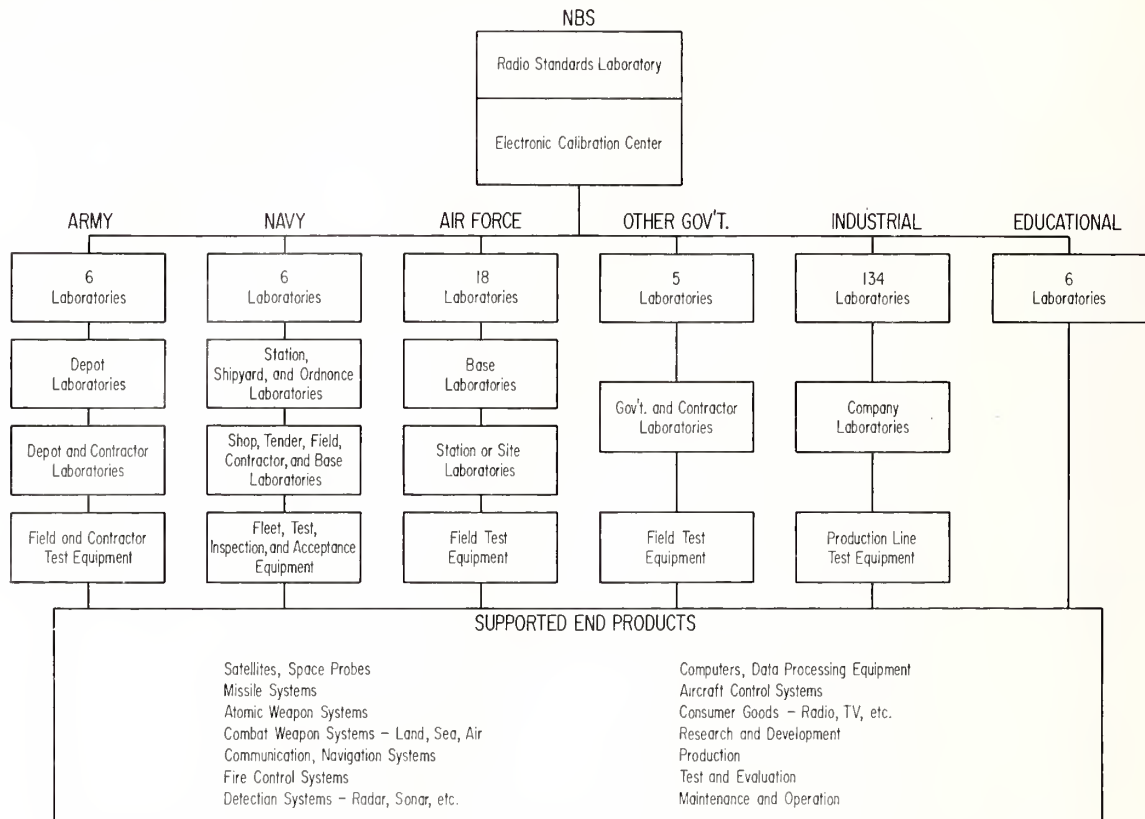 NBS
Radio Standards Laboratory
Electronic Calibration Center
ARMY
NAVY
AIR FORCE
OTHER GOV'T.
INDUSTRIAL
EDUCATIONAL
6
Laboratories
6
Laboratories
18
Laboratories
5
Laboratories
134
Laboratories
6
Laboratories
Depot
Laboratories
Station,
Shipyard, and Ordnonce
Laboratories
Base
Laboratories
Gov't. and Contractor
Laboratories
Company
Laboratories
Depot and Contractor
Laboratories
Shop, Tender, Field,
Contractor, and Base
Laboratories
Station or Site
Laboratories
Field and Contractor
Test Equipment
Fleet, Test,
Inspection, and Acceptance
Equipment
Field Test
Equipment
Field Test
Equipment
Production Line
Test Equipment
SUPPORTED END PRODUCTS
Satellites, Space Probes
Missile Systems
Atomic Weapon Systems
Combat Weapon Systems – Land, Sea, Air
Communication, Navigation Systems
Fire Control Systems
Detection Systems – Radar, Sonar, etc.
Computers, Data Processing Equipment
Aircraft Control Systems
Consumer Goods – Radio, TV, etc.
Research and Development
Production
Test and Evaluation
Maintenance and Operation